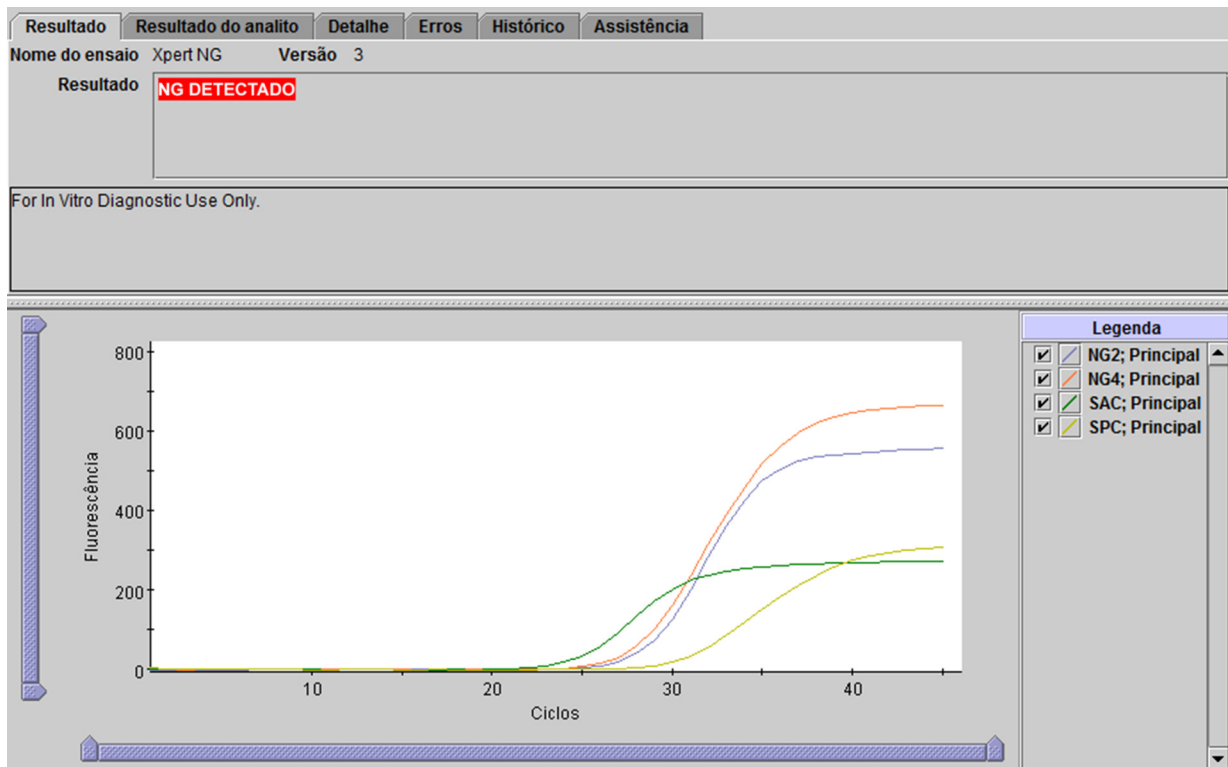 Resultado Resultado do analito Detalhe Erros Histórico Assistência
Nome do ensaio Xpert NG Versão 3
Resultado NG DETECTADO
For In Vitro Diagnostic Use Only.
Legenda
NG2; Principal
NG4; Principal
SAC; Principal
SPC; Principal
Fluorescência
800
600
400
200
0
10 20 30 40
Ciclos